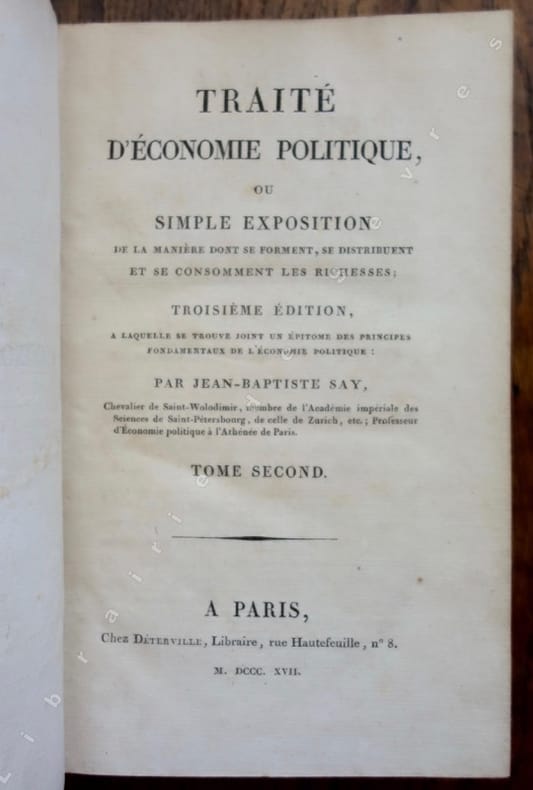 TRAITÉ
D'ÉCONOMIE POLITIQUE,
OU
SIMPLE EXPOSITION
DE LA MANIÈRE DONT SE FORMENT, SE DISTRIBUENT
ET SE CONSOMMENT LES RICHESSES;
TROISIÈME ÉDITION,
A LAQUELLE SE TROUVE JOINT UN ÉPITOME DES PRINCIPES
FONDAMENTAUX DE L'ÉCONOMIE POLITIQUE:
PAR JEAN-BAPTISTE SAY,
Chevalier de Saint-Wolodimir, membre de l'Académie impériale des
Sciences de Saint-Pétersbourg, de celle de Zurich, etc.; Professeur
d'Économie politique à l'Athénée de Paris.
TOME SECOND.
A PARIS,
Chez DÉTERVILLE, Libraire, rue Hautefeuille, n° 8.
M. DCCC. XVII.